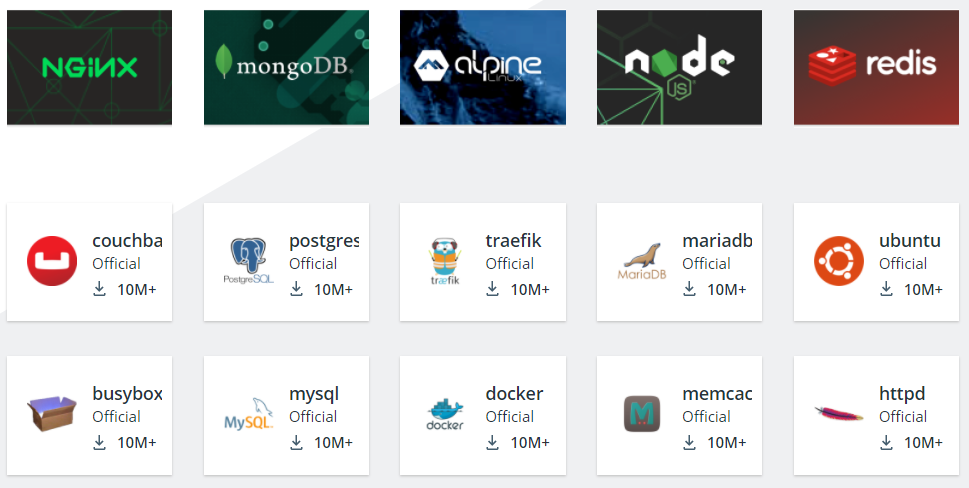 NGiNX
mongoDB®
alpine
Linux
node
JS
redis
couchba
Official
10M+
PostgreSQL
postgres
Official
10M+
træfik
traefik
Official
10M+
MariaDB
mariadb
Official
10M+
ubuntu
Official
10M+
busybox
Official
10M+
MySQL
mysql
Official
10M+
docker
docker
Official
10M+
M
memcac
Official
10M+
httpd
Official
10M+